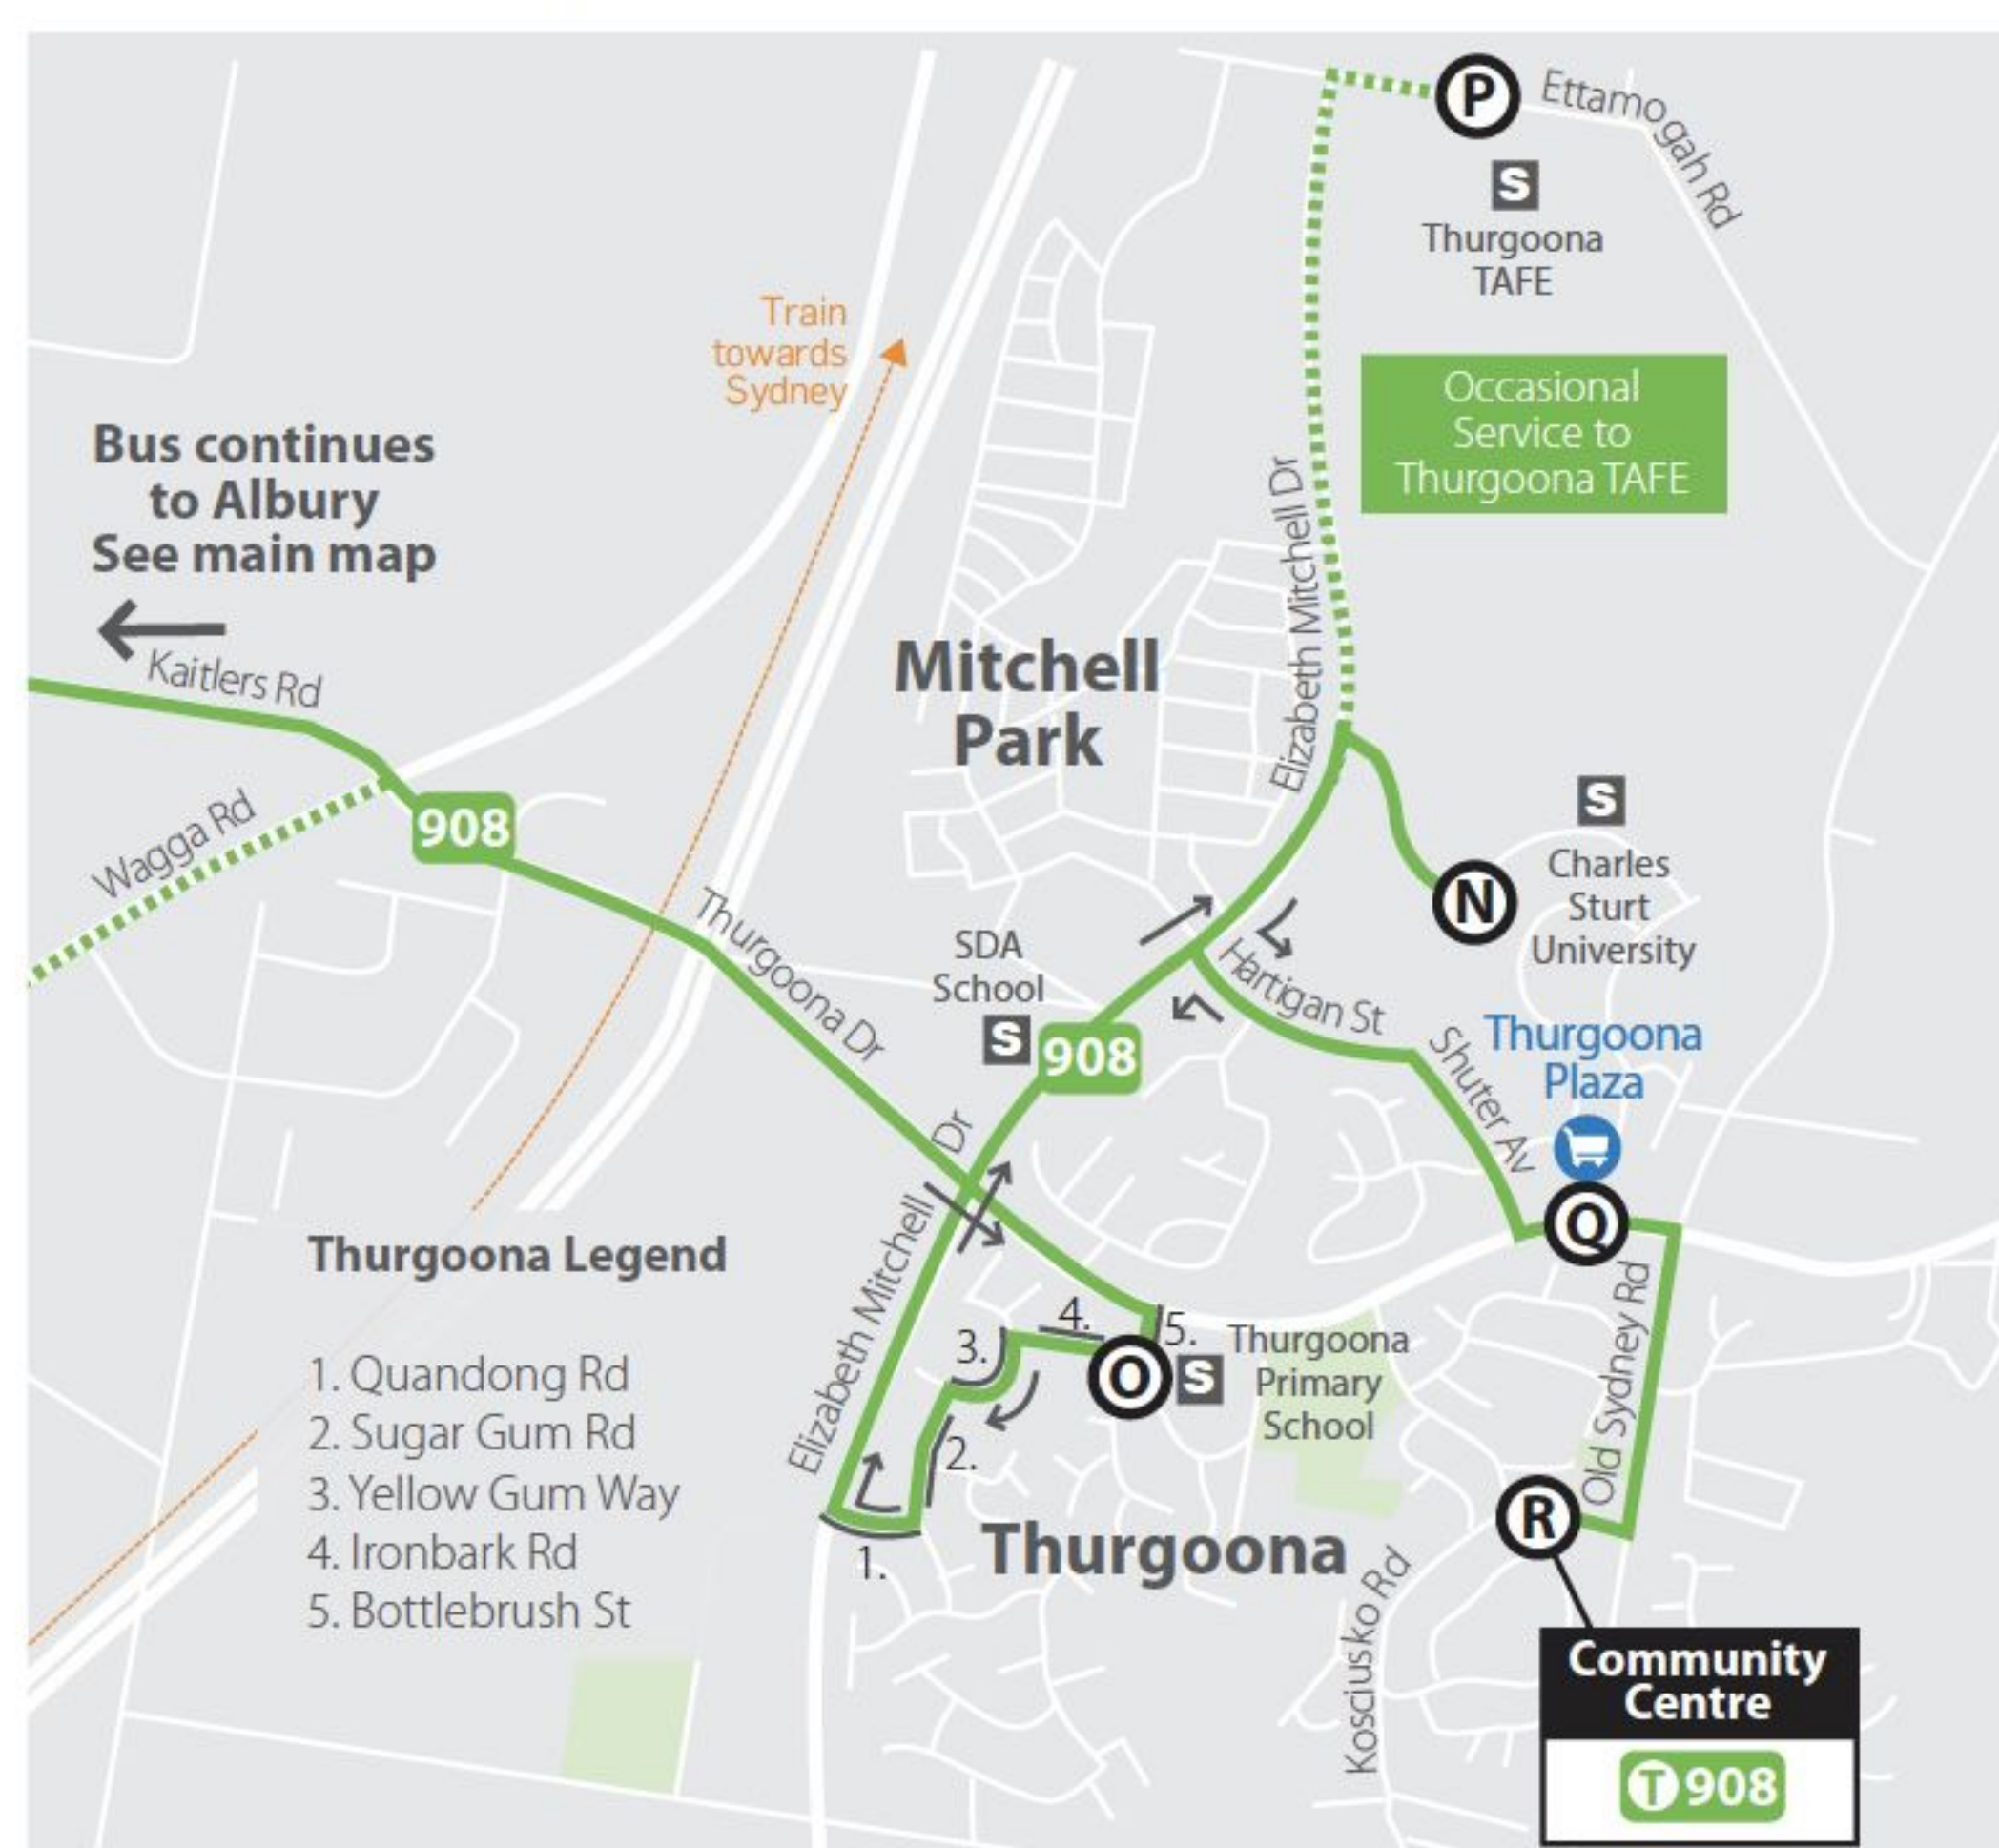 P
Ettamogah Rd
S
Thurgoona
TAFE
Train
towards
Sydney
Occasional
Service to
Thurgoona TAFE
Bus continues
to Albury
See main map
Elizabeth Mitchell Dr
Kaitlers Rd
Mitchell
Park
Wagga Rd
908
S
Charles
Sturt
University
N
Thurgoona Dr
SDA
School
S
908
Hartigan St
Shuter Av
Thurgoona
Plaza
Q
Elizabeth Mitchell Dr
Thurgoona Legend
1. Quandong Rd
2. Sugar Gum Rd
3. Yellow Gum Way
4. Ironbark Rd
5. Bottlebrush St
4.
5.
3.
O
S
Thurgoona
Primary
School
2.
1.
Old Sydney Rd
R
Thurgoona
Kosciusko Rd
Community
Centre
T 908